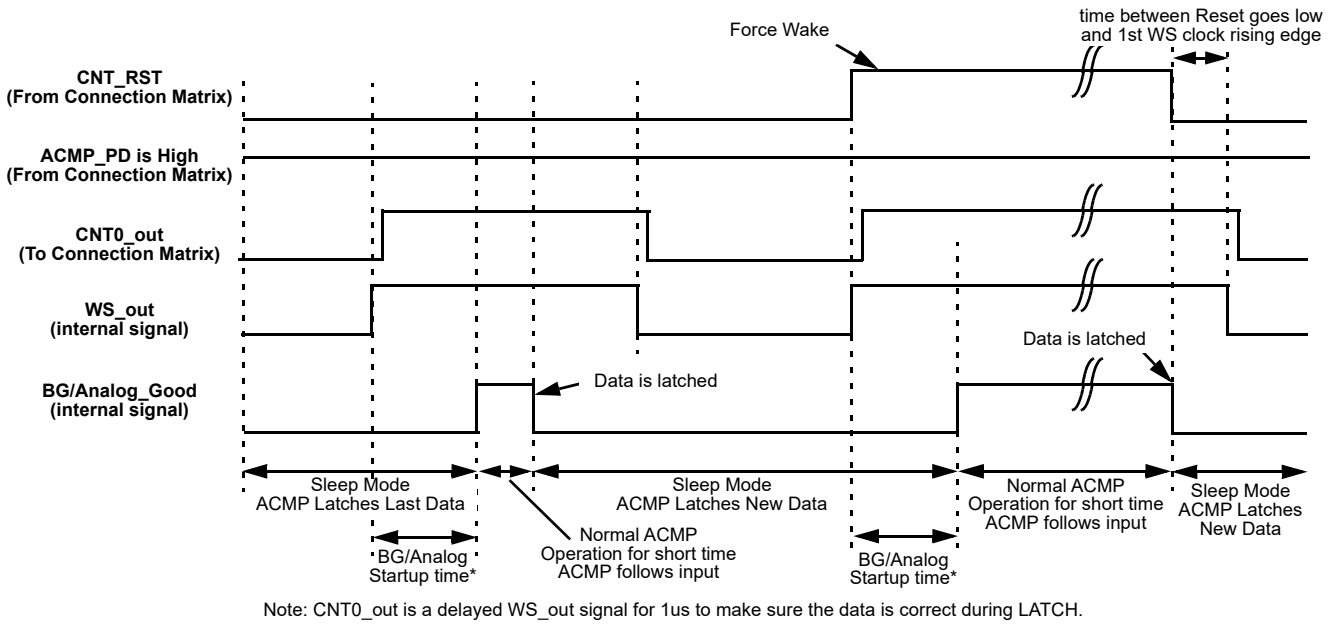 time between Reset goes low
and 1st WS clock rising edge
Force Wake
CNT_RST
(From Connection Matrix)
ACMP_PD is High
(From Connection Matrix)
CNT0_out
(To Connection Matrix)
WS_out
(internal signal)
Data is latched
BG/Analog_Good
(internal signal)
Data is latched
Sleep Mode
ACMP Latches Last Data
Sleep Mode
ACMP Latches New Data
Normal ACMP
Operation for short time
ACMP follows input
Sleep Mode
ACMP Latches
New Data
BG/Analog
Startup time*
Normal ACMP
Operation for short time
ACMP follows input
BG/Analog
Startup time*
Note: CNT0_out is a delayed WS_out signal for 1us to make sure the data is correct during LATCH.